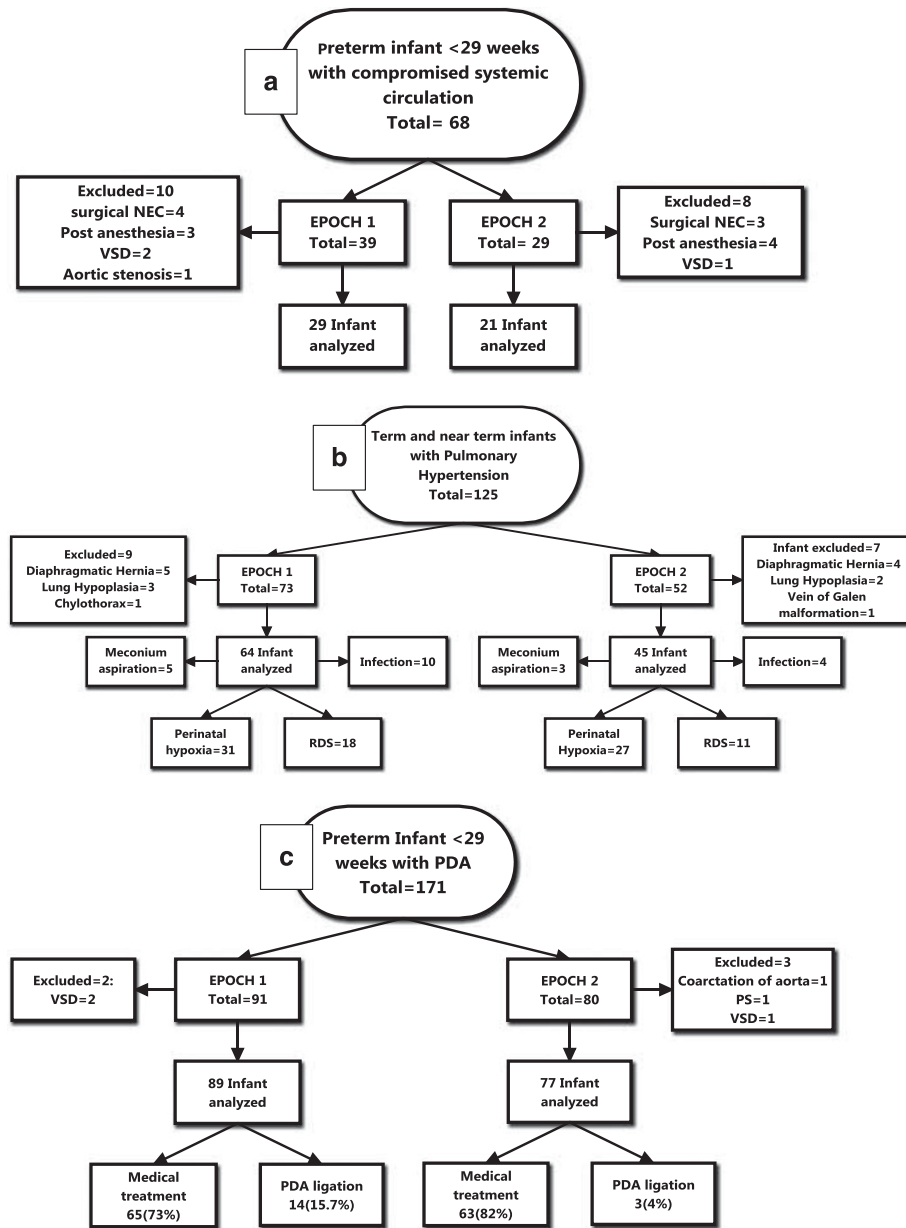 a
Preterm infant <29 weeks
with compromised systemic
circulation
Total= 68
Excluded=10
surgical NEC=4
Post anesthesia=3
VSD=2
Aortic stenosis=1
EPOCH 1
Total=39
EPOCH 2
Total= 29
Excluded=8
Surgical NEC=3
Post anesthesia=4
VSD=1
29 Infant
analyzed
21 Infant
analyzed
b
Term and near term infants
with Pulmonary
Hypertension
Total=125
Excluded=9
Diaphragmatic Hernia=5
Lung Hypoplasia=3
Chylothorax=1
EPOCH 1
Total=73
EPOCH 2
Total=52
Infant excluded=7
Diaphragmatic Hernia=4
Lung Hypoplasia=2
Vein of Galen
malformation=1
Meconium
aspiration=5
64 Infant
analyzed
Infection=10
Meconium
aspiration=3
45 Infant
analyzed
Infection=4
Perinatal
hypoxia=31
RDS=18
Perinatal
Hypoxia=27
RDS=11
c
Preterm Infant <29
weeks with PDA
Total=171
Excluded=2:
VSD=2
EPOCH 1
Total=91
EPOCH 2
Total=80
Excluded=3
Coarctation of aorta=1
PS=1
VSD=1
89 Infant
analyzed
77 Infant
analyzed
Medical
treatment
65(73%)
PDA ligation
14(15.7%)
Medical
treatment
63(82%)
PDA ligation
3(4%)